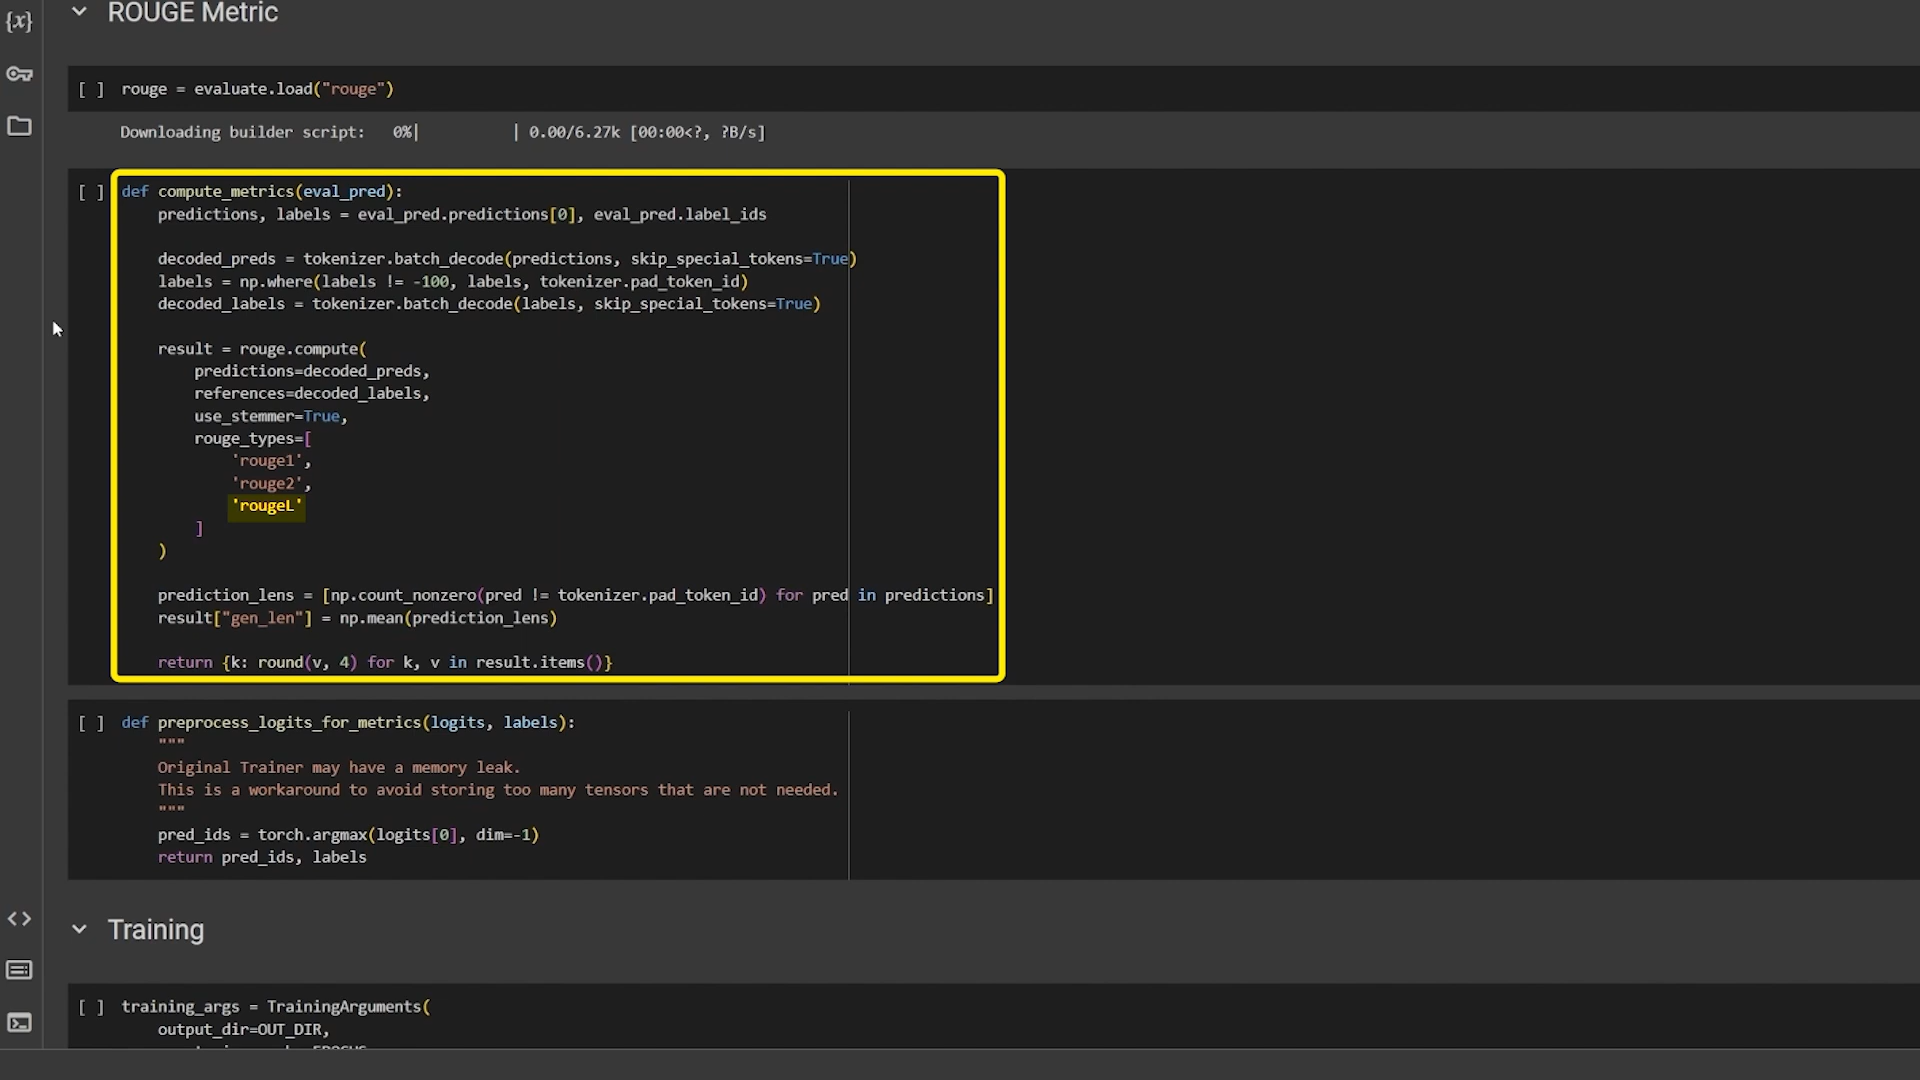 ROUGE Metric
{x}
[ ] rouge = evaluate.load("rouge")
Downloading builder script:   0%|          | 0.00/6.27k [00:00<?, ?B/s]
[ ] def compute_metrics(eval_pred):
    predictions, labels = eval_pred.predictions[0], eval_pred.label_ids
    decoded_preds = tokenizer.batch_decode(predictions, skip_special_tokens=True)
    labels = np.where(labels != -100, labels, tokenizer.pad_token_id)
    decoded_labels = tokenizer.batch_decode(labels, skip_special_tokens=True)
    result = rouge.compute(
        predictions=decoded_preds,
        references=decoded_labels,
        use_stemmer=True,
        rouge_types=[
            'rouge1',
            'rouge2',
            'rougeL'
        ]
    )
    prediction_lens = [np.count_nonzero(pred != tokenizer.pad_token_id) for pred in predictions]
    result["gen_len"] = np.mean(prediction_lens)
    return {k: round(v, 4) for k, v in result.items()}
[ ] def preprocess_logits_for_metrics(logits, labels):
    """
    Original Trainer may have a memory leak.
    This is a workaround to avoid storing too many tensors that are not needed.
    """
    pred_ids = torch.argmax(logits[0], dim=-1)
    return pred_ids, labels
Training
[ ] training_args = TrainingArguments(
    output_dir=OUT_DIR,